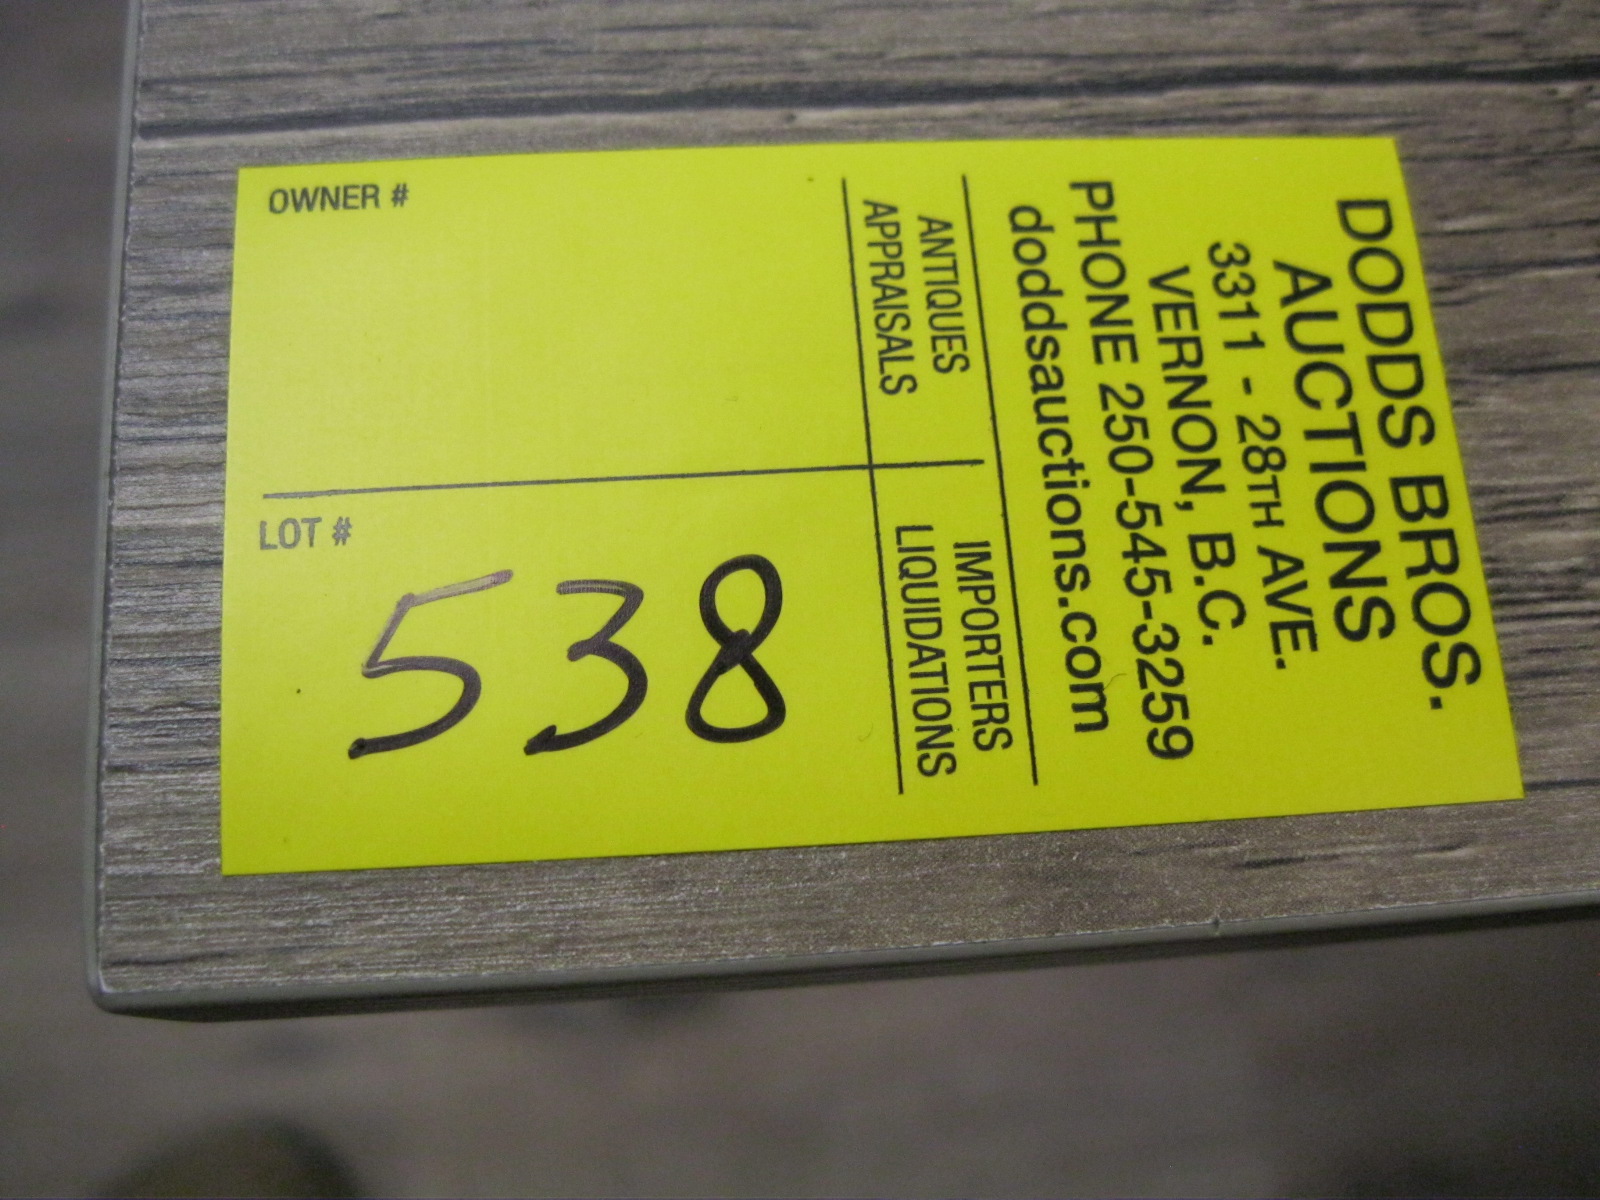 DODDS BROS.
AUCTIONS
3311 - 28TH AVE.
VERNON, B.C.
PHONE 250-545-3259
doddsauctions.com
ANTIQUES
APPRAISALS
IMPORTERS
LIQUIDATIONS
OWNER #
LOT #
538